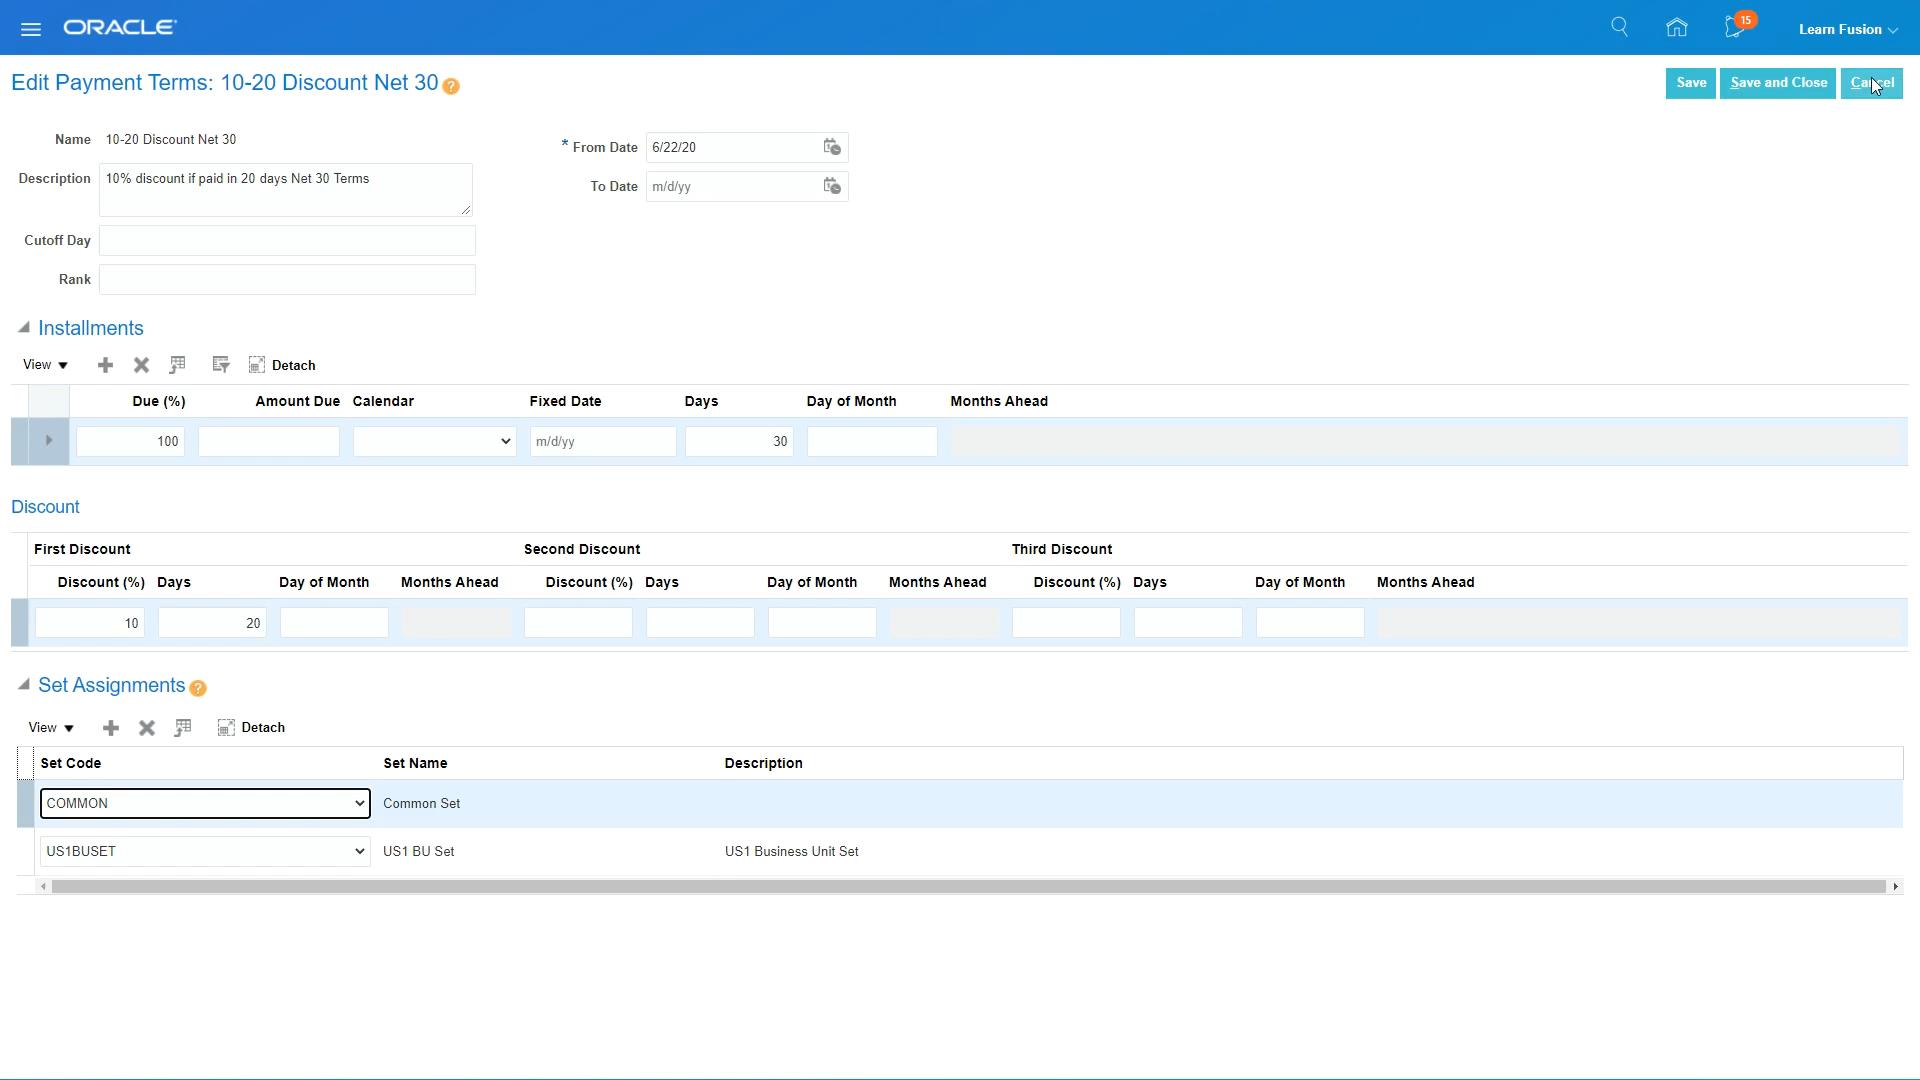 ORACLE
15
Learn Fusion
Edit Payment Terms: 10-20 Discount Net 30 ?
Save
Save and Close
Name 10-20 Discount Net 30
Description 10% discount if paid in 20 days Net 30 Terms
Cutoff Day
Rank
* From Date 6/22/20
To Date m/d/yy
Installments
View
Detach
Due (%) Amount Due Calendar Fixed Date Days Day of Month Months Ahead
100 m/d/yy 30
Discount
First Discount Second Discount Third Discount
Discount (%) Days Day of Month Months Ahead Discount (%) Days Day of Month Months Ahead Discount (%) Days Day of Month Months Ahead
10 20
Set Assignments ?
View
Detach
Set Code Set Name Description
COMMON Common Set
US1BUSET US1 BU Set US1 Business Unit Set